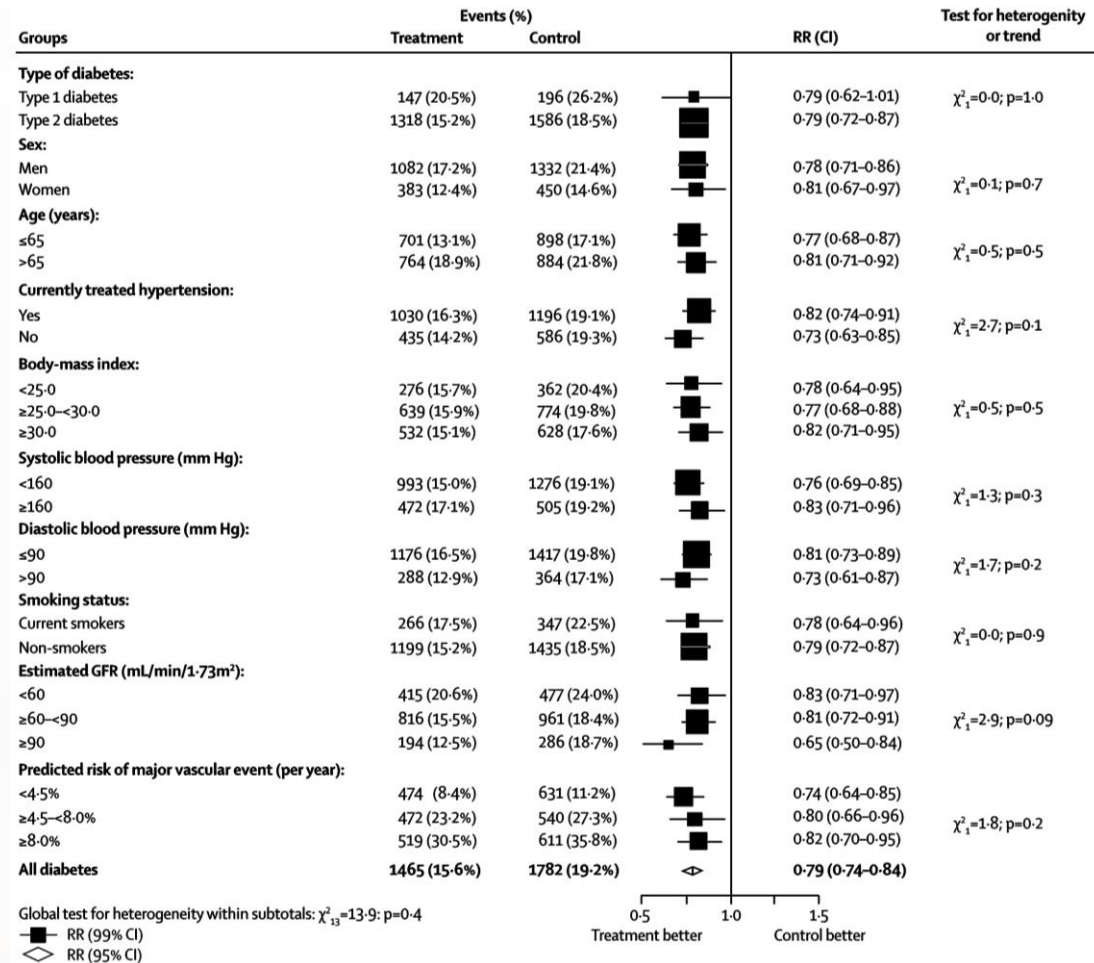 Events (%) Test for heterogenity
Groups Treatment Control RR (CI) or trend
Type of diabetes:
Type 1 diabetes 147 (20·5%) 196 (26·2%) 0·79 (0·62–1·01) χ²₁=0·0; p=1·0
Type 2 diabetes 1318 (15·2%) 1586 (18·5%) 0·79 (0·72–0·87)
Sex:
Men 1082 (17·2%) 1332 (21·4%) 0·78 (0·71–0·86)
Women 383 (12·4%) 450 (14·6%) 0·81 (0·67–0·97) χ²₁=0·1; p=0·7
Age (years):
≤65 701 (13·1%) 898 (17·1%) 0·77 (0·68–0·87) χ²₁=0·5; p=0·5
>65 764 (18·9%) 884 (21·8%) 0·81 (0·71–0·92)
Currently treated hypertension:
Yes 1030 (16·3%) 1196 (19·1%) 0·82 (0·74–0·91) χ²₁=2·7; p=0·1
No 435 (14·2%) 586 (19·3%) 0·73 (0·63–0·85)
Body-mass index:
<25·0 276 (15·7%) 362 (20·4%) 0·78 (0·64–0·95)
≥25·0–<30·0 639 (15·9%) 774 (19·8%) 0·77 (0·68–0·88) χ²₁=0·5; p=0·5
≥30·0 532 (15·1%) 628 (17·6%) 0·82 (0·71–0·95)
Systolic blood pressure (mm Hg):
<160 993 (15·0%) 1276 (19·1%) 0·76 (0·69–0·85) χ²₁=1·3; p=0·3
≥160 472 (17·1%) 505 (19·2%) 0·83 (0·71–0·96)
Diastolic blood pressure (mm Hg):
≤90 1176 (16·5%) 1417 (19·8%) 0·81 (0·73–0·89) χ²₁=1·7; p=0·2
>90 288 (12·9%) 364 (17·1%) 0·73 (0·61–0·87)
Smoking status:
Current smokers 266 (17·5%) 347 (22·5%) 0·78 (0·64–0·96) χ²₁=0·0; p=0·9
Non-smokers 1199 (15·2%) 1435 (18·5%) 0·79 (0·72–0·87)
Estimated GFR (mL/min/1·73m²):
<60 415 (20·6%) 477 (24·0%) 0·83 (0·71–0·97)
≥60–<90 816 (15·5%) 961 (18·4%) 0·81 (0·72–0·91) χ²₁=2·9; p=0·09
≥90 194 (12·5%) 286 (18·7%) 0·65 (0·50–0·84)
Predicted risk of major vascular event (per year):
<4·5% 474 (8·4%) 631 (11·2%) 0·74 (0·64–0·85)
≥4·5–<8·0% 472 (23·2%) 540 (27·3%) 0·80 (0·66–0·96) χ²₁=1·8; p=0·2
≥8·0% 519 (30·5%) 611 (35·8%) 0·82 (0·70–0·95)
All diabetes 1465 (15·6%) 1782 (19·2%) 0·79 (0·74–0·84)
Global test for heterogeneity within subtotals: χ²₁₃=13·9: p=0·4 0·5 1·0 1·5
RR (99% CI) Treatment better Control better
RR (95% CI)